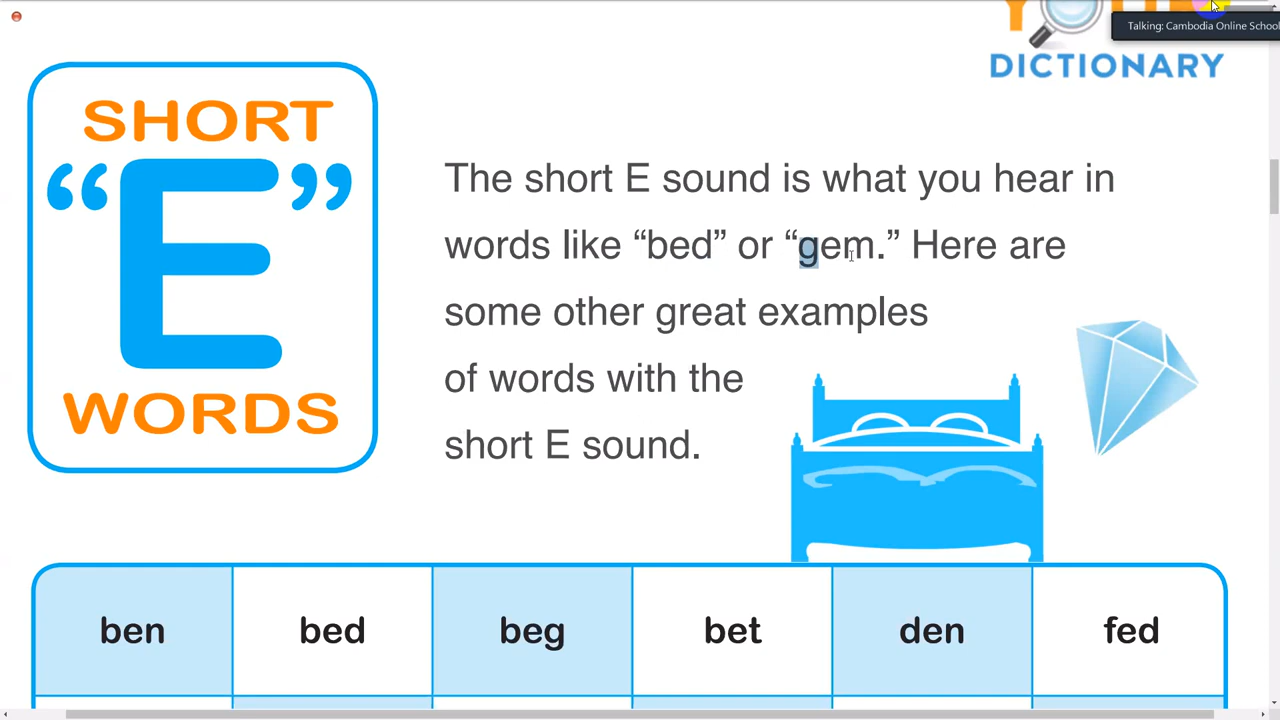 Talking: Cambodia Online School
DICTIONARY
SHORT
“E”
WORDS
The short E sound is what you hear in
words like “bed” or “gem.” Here are
some other great examples
of words with the
short E sound.
ben bed beg bet den fed